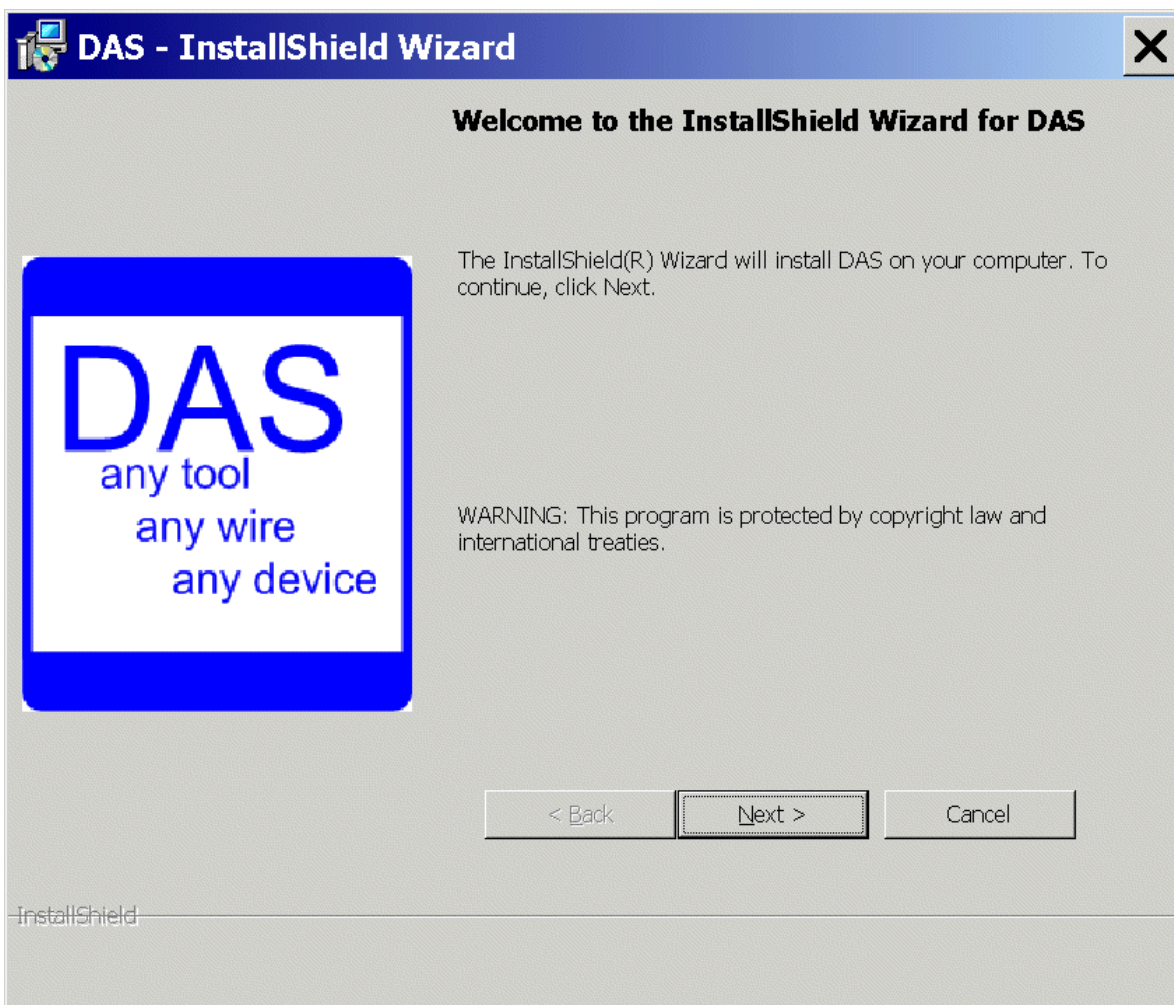 DAS - InstallShield Wizard
Welcome to the InstallShield Wizard for DAS
The InstallShield(R) Wizard will install DAS on your computer. To
continue, click Next.
DAS
any tool
any wire
any device
WARNING: This program is protected by copyright law and
international treaties.
< Back
Next >
Cancel
InstallShield